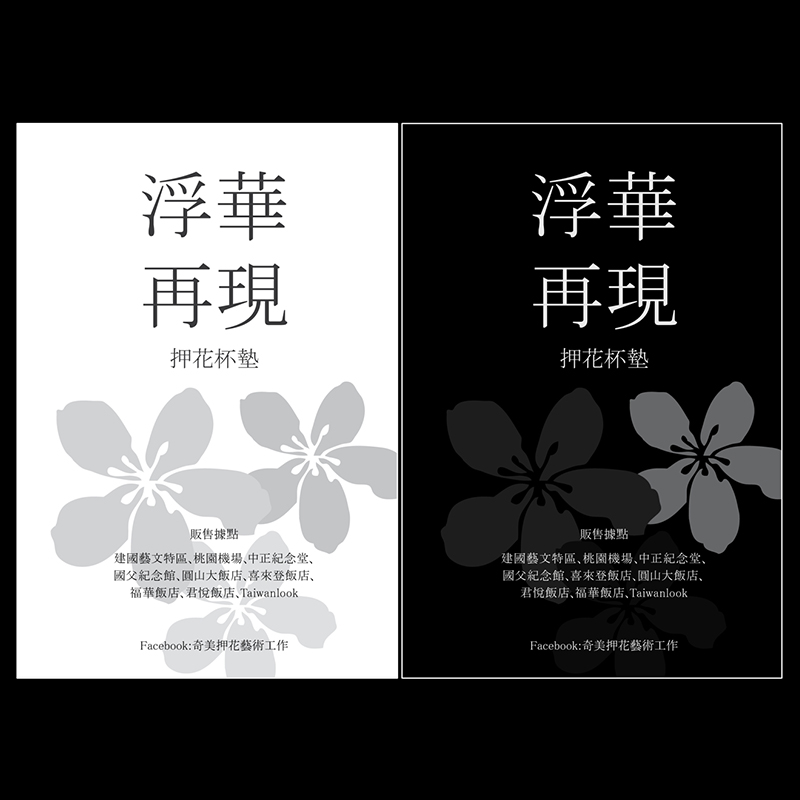 浮華
再現
押花杯墊
販售據點
建國藝文特區、桃園機場、中正紀念堂、
國父紀念館、圓山大飯店、喜來登飯店、
福華飯店、君悅飯店、Taiwanlook
Facebook:奇美押花藝術工作
浮華
再現
押花杯墊
販售據點
建國藝文特區、桃園機場、中正紀念堂、
國父紀念館、喜來登飯店、圓山大飯店、
君悅飯店、福華飯店、Taiwanlook
Facebook:奇美押花藝術工作